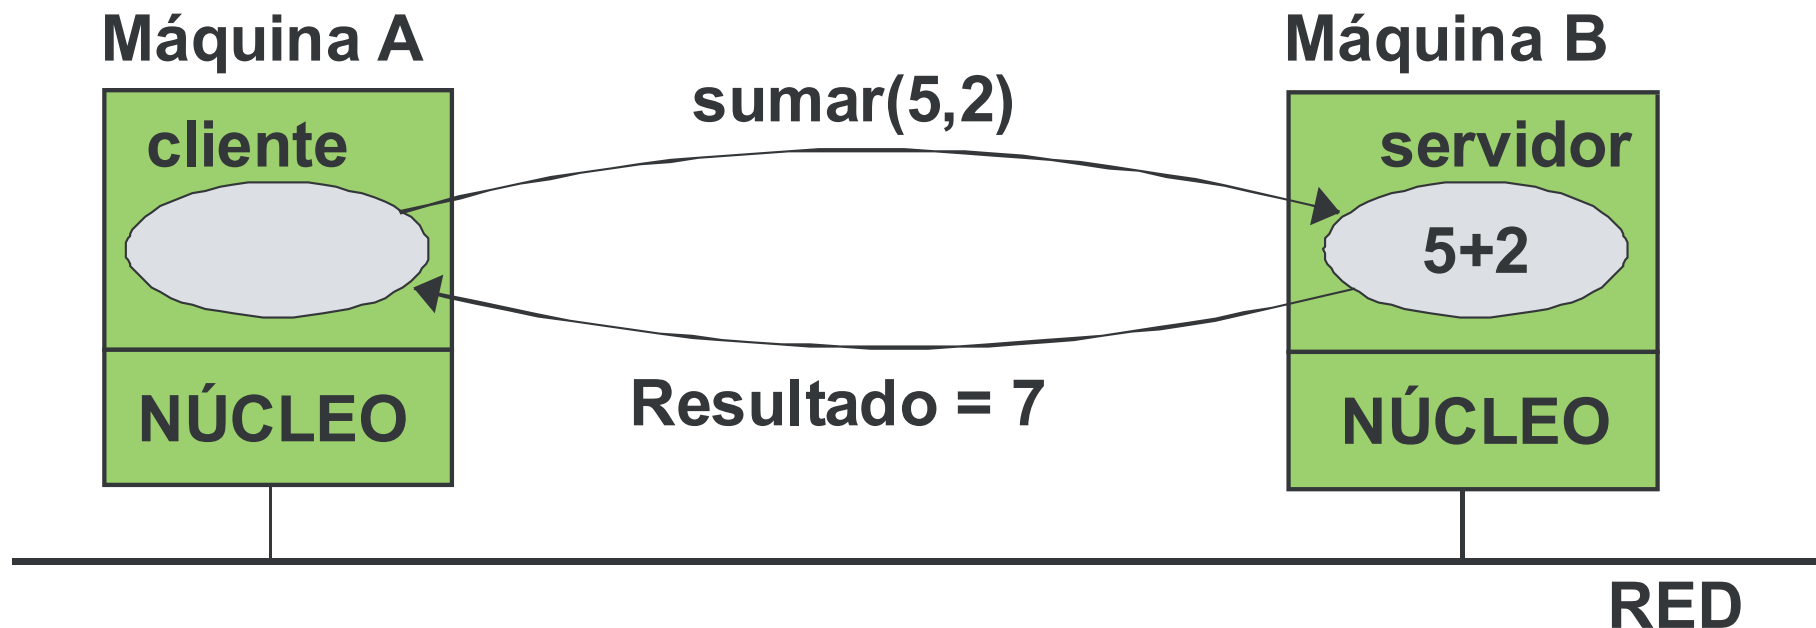 Máquina A
Máquina B
sumar(5,2)
cliente
servidor
5+2
Resultado = 7
NÚCLEO
NÚCLEO
RED